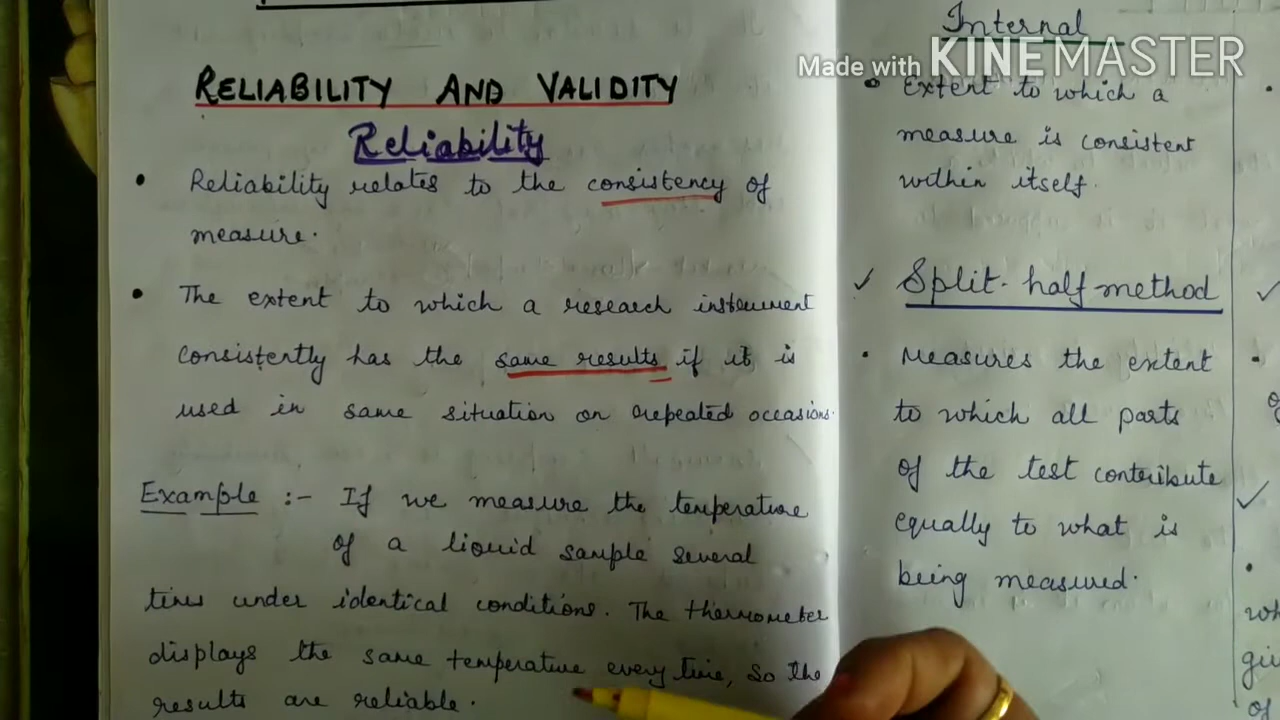 RELIABILITY AND VALIDITY
Reliability
• Reliability relates to the consistency of
measure.
• The extent to which a research instrument
consistently has the same results if it is
used in same situation on repeated occasions.
Example :- If we measure the temperature
of a liquid sample several
times under identical conditions. The thermometer
displays the same temperature every time, so the
results are reliable.
Internal
Made with KINEMASTER
• Extent to which a
measure is consistent
within itself.
✓ Split-half method
• Measures the extent
to which all parts
of the test contribute
equally to what is
being measured.
✓
•
✓
•
wh
giv
of